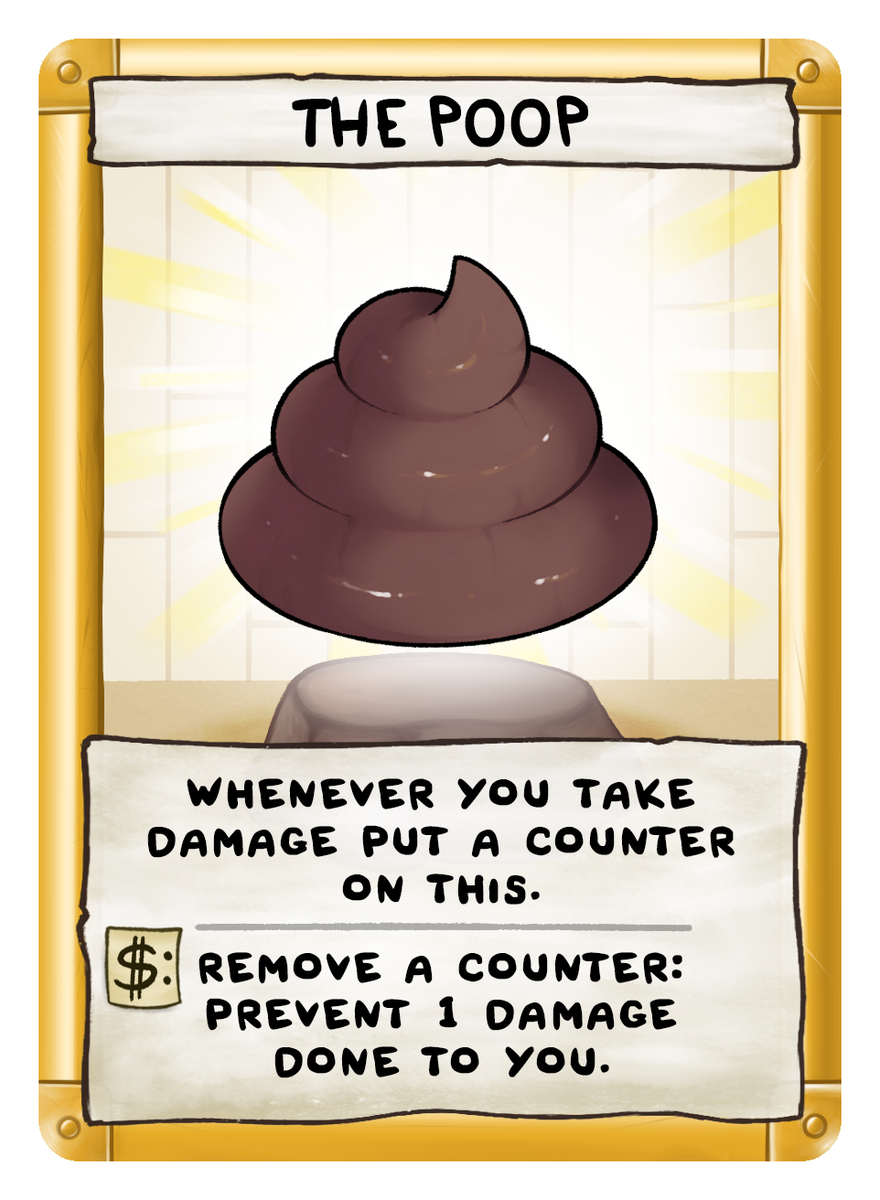 THE POOP
WHENEVER YOU TAKE
DAMAGE PUT A COUNTER
ON THIS.
$: REMOVE A COUNTER:
PREVENT 1 DAMAGE
DONE TO YOU.